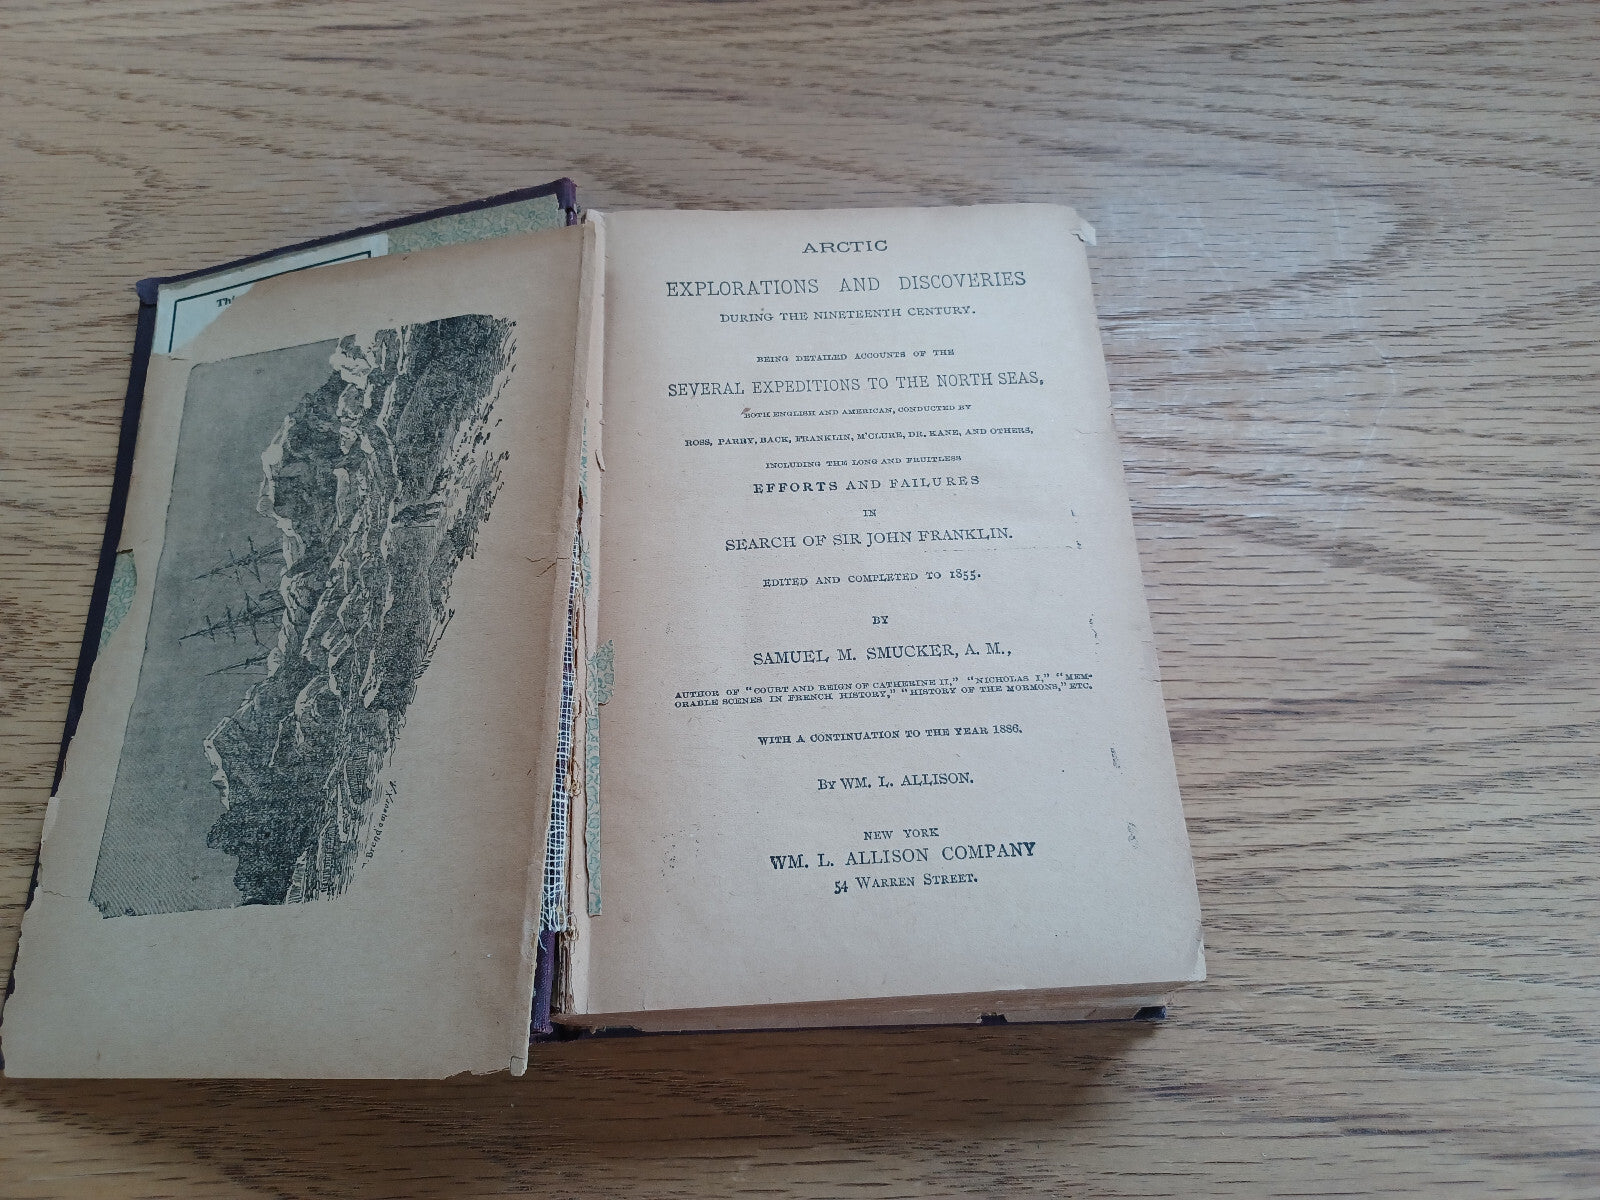 Thi
ARCTIC
EXPLORATIONS AND DISCOVERIES
DURING THE NINETEENTH CENTURY.
BEING DETAILED ACCOUNTS OF THE
SEVERAL EXPEDITIONS TO THE NORTH SEAS,
BOTH ENGLISH AND AMERICAN, CONDUCTED BY
ROSS, PARRY, BACK, FRANKLIN, M'CLURE, DR. KANE, AND OTHERS,
INCLUDING THE LONG AND FRUITLESS
EFFORTS AND FAILURES
IN
SEARCH OF SIR JOHN FRANKLIN.
EDITED AND COMPLETED TO 1855.
BY
SAMUEL M. SMUCKER, A. M.,
AUTHOR OF "COURT AND REIGN OF CATHERINE II," "NICHOLAS I," "MEM-
ORABLE SCENES IN FRENCH HISTORY," "HISTORY OF THE MORMONS," ETC.
WITH A CONTINUATION TO THE YEAR 1886.
By WM. L. ALLISON.
NEW YORK
WM. L. ALLISON COMPANY
54 WARREN STREET.